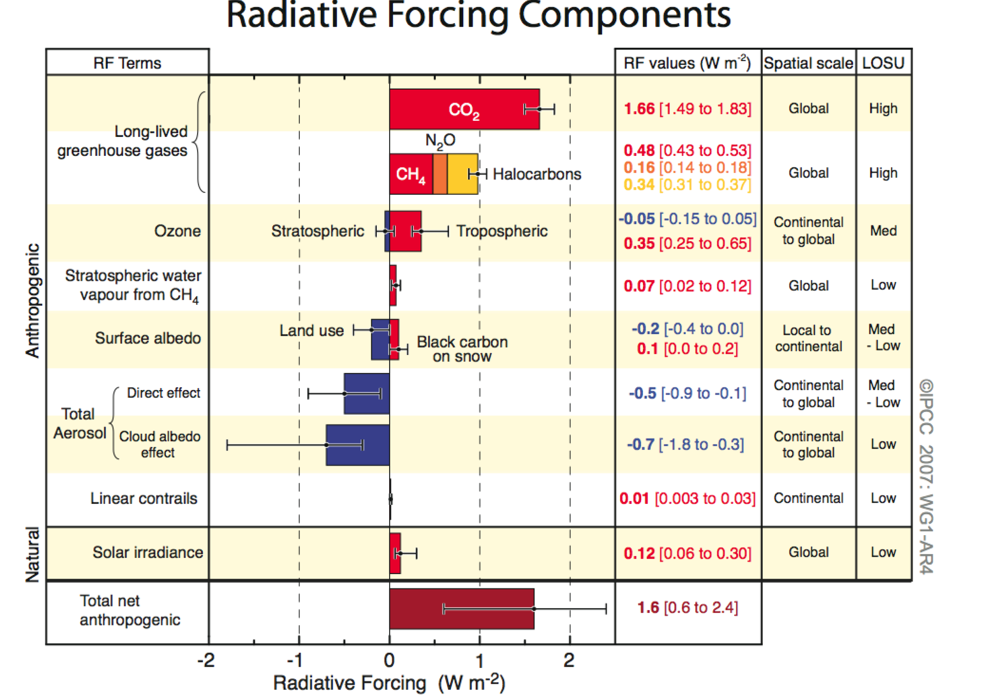 Radiative Forcing Components
RF Terms
RF values (W m⁻²)
Spatial scale
LOSU
Anthropogenic
Long-lived
greenhouse gases
CO₂
1.66 [1.49 to 1.83]
Global
High
N₂O
CH₄
Halocarbons
0.48 [0.43 to 0.53]
0.16 [0.14 to 0.18]
0.34 [0.31 to 0.37]
Global
High
Ozone
Stratospheric
Tropospheric
-0.05 [-0.15 to 0.05]
0.35 [0.25 to 0.65]
Continental
to global
Med
Stratospheric water
vapour from CH₄
0.07 [0.02 to 0.12]
Global
Low
Surface albedo
Land use
Black carbon
on snow
-0.2 [-0.4 to 0.0]
0.1 [0.0 to 0.2]
Local to
continental
Med
- Low
Total
Aerosol
Direct effect
-0.5 [-0.9 to -0.1]
Continental
to global
Med
- Low
Cloud albedo
effect
-0.7 [-1.8 to -0.3]
Continental
to global
Low
Linear contrails
0.01 [0.003 to 0.03]
Continental
Low
Natural
Solar irradiance
0.12 [0.06 to 0.30]
Global
Low
Total net
anthropogenic
1.6 [0.6 to 2.4]
-2 -1 0 1 2
Radiative Forcing (W m⁻²)
©IPCC 2007: WG1-AR4